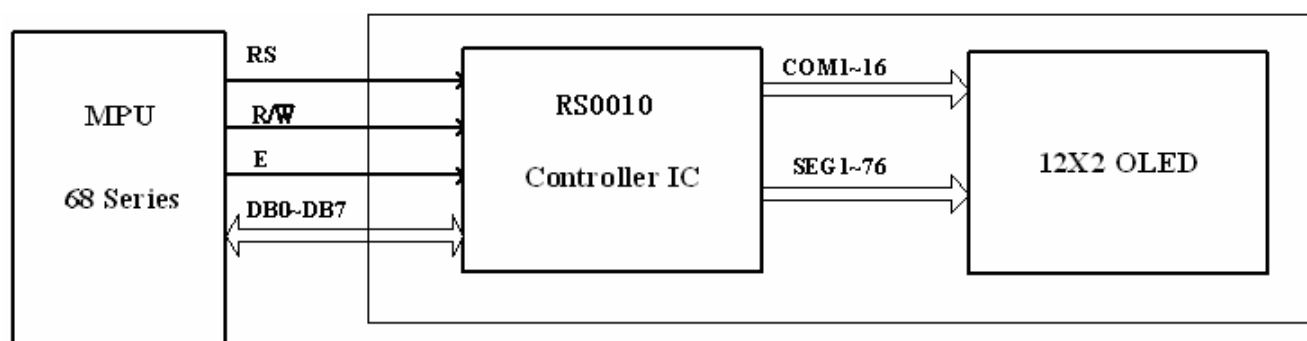 MPU
68 Series
RS
R/W̅
E
DB0~DB7
RS0010
Controller IC
COM1~16
SEG1~76
12X2 OLED